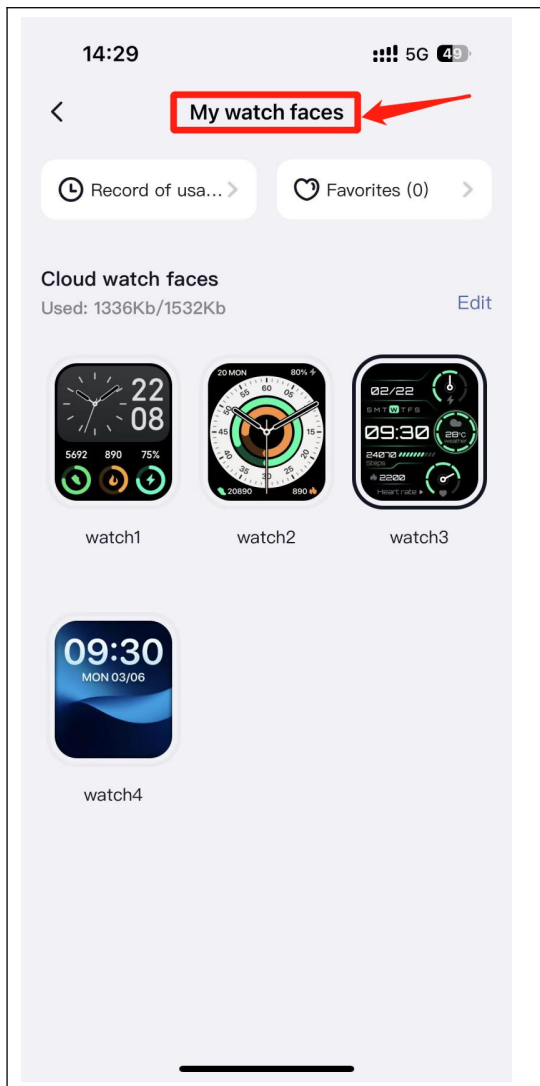 14:29 5G 49
My watch faces
Record of usa... Favorites (0)
Cloud watch faces
Used: 1336Kb/1532Kb Edit
22
08
5692 890 75%
20 MON 80%
60 05
55
45 15
40 20
35 25
30
20890 890
02/22
SMTWTFS
09:30
28°C
weather
24070
Steps
2200
Heart rate
watch1 watch2 watch3
09:30
MON 03/06
watch4